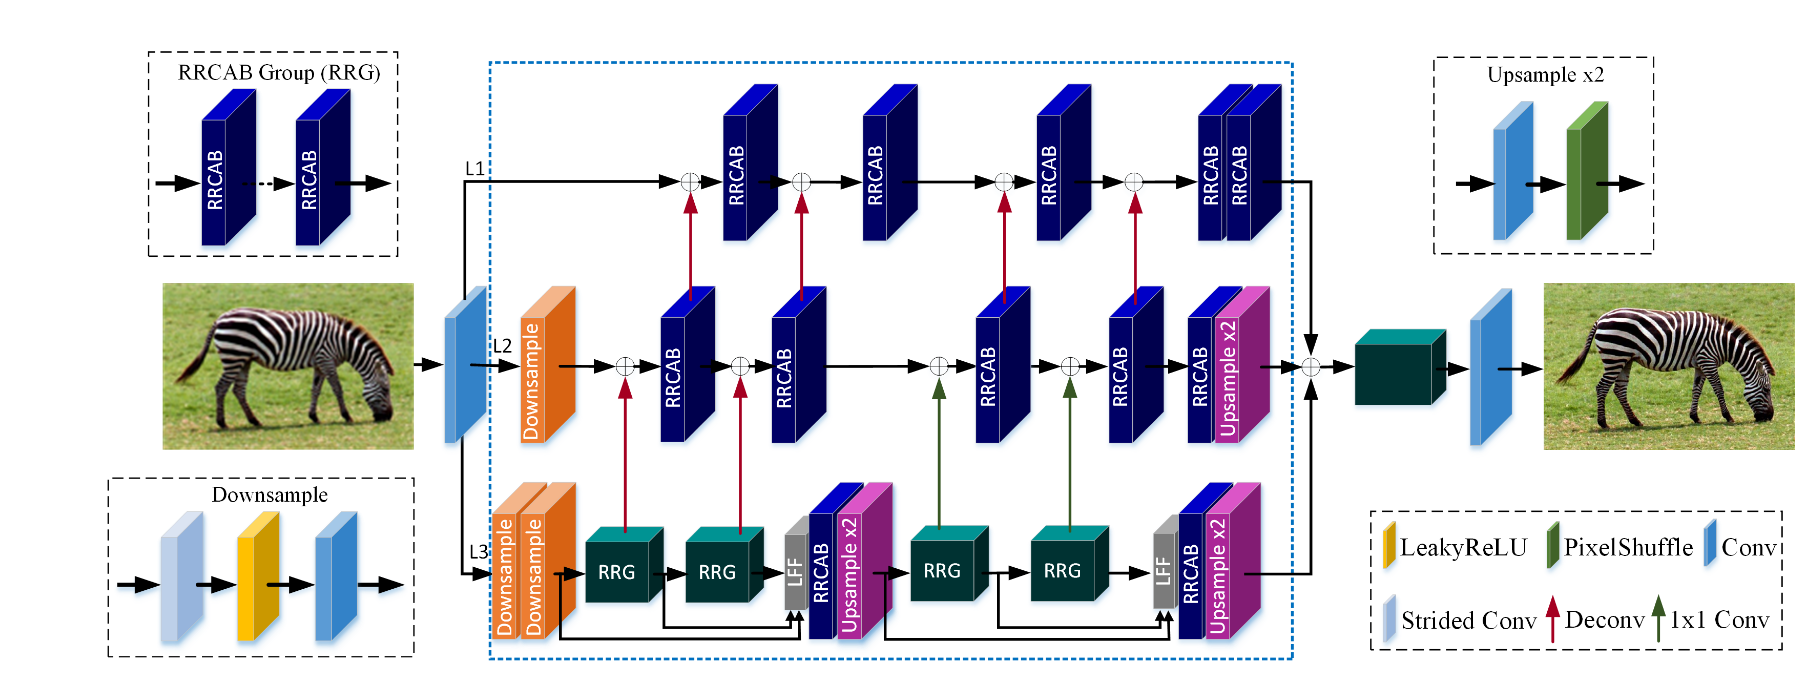 RRCAB Group (RRG)
RRCAB
RRCAB
Upsample x2
L1
RRCAB
RRCAB
RRCAB
RRCAB
RRCAB
L2
Downsample
RRCAB
RRCAB
RRCAB
RRCAB
RRCAB
Upsample x2
Downsample
L3
Downsample
Downsample
RRG
RRG
LFF
RRCAB
Upsample x2
RRG
RRG
LFF
RRCAB
Upsample x2
LeakyReLU
PixelShuffle
Conv
Strided Conv
Deconv
1x1 Conv